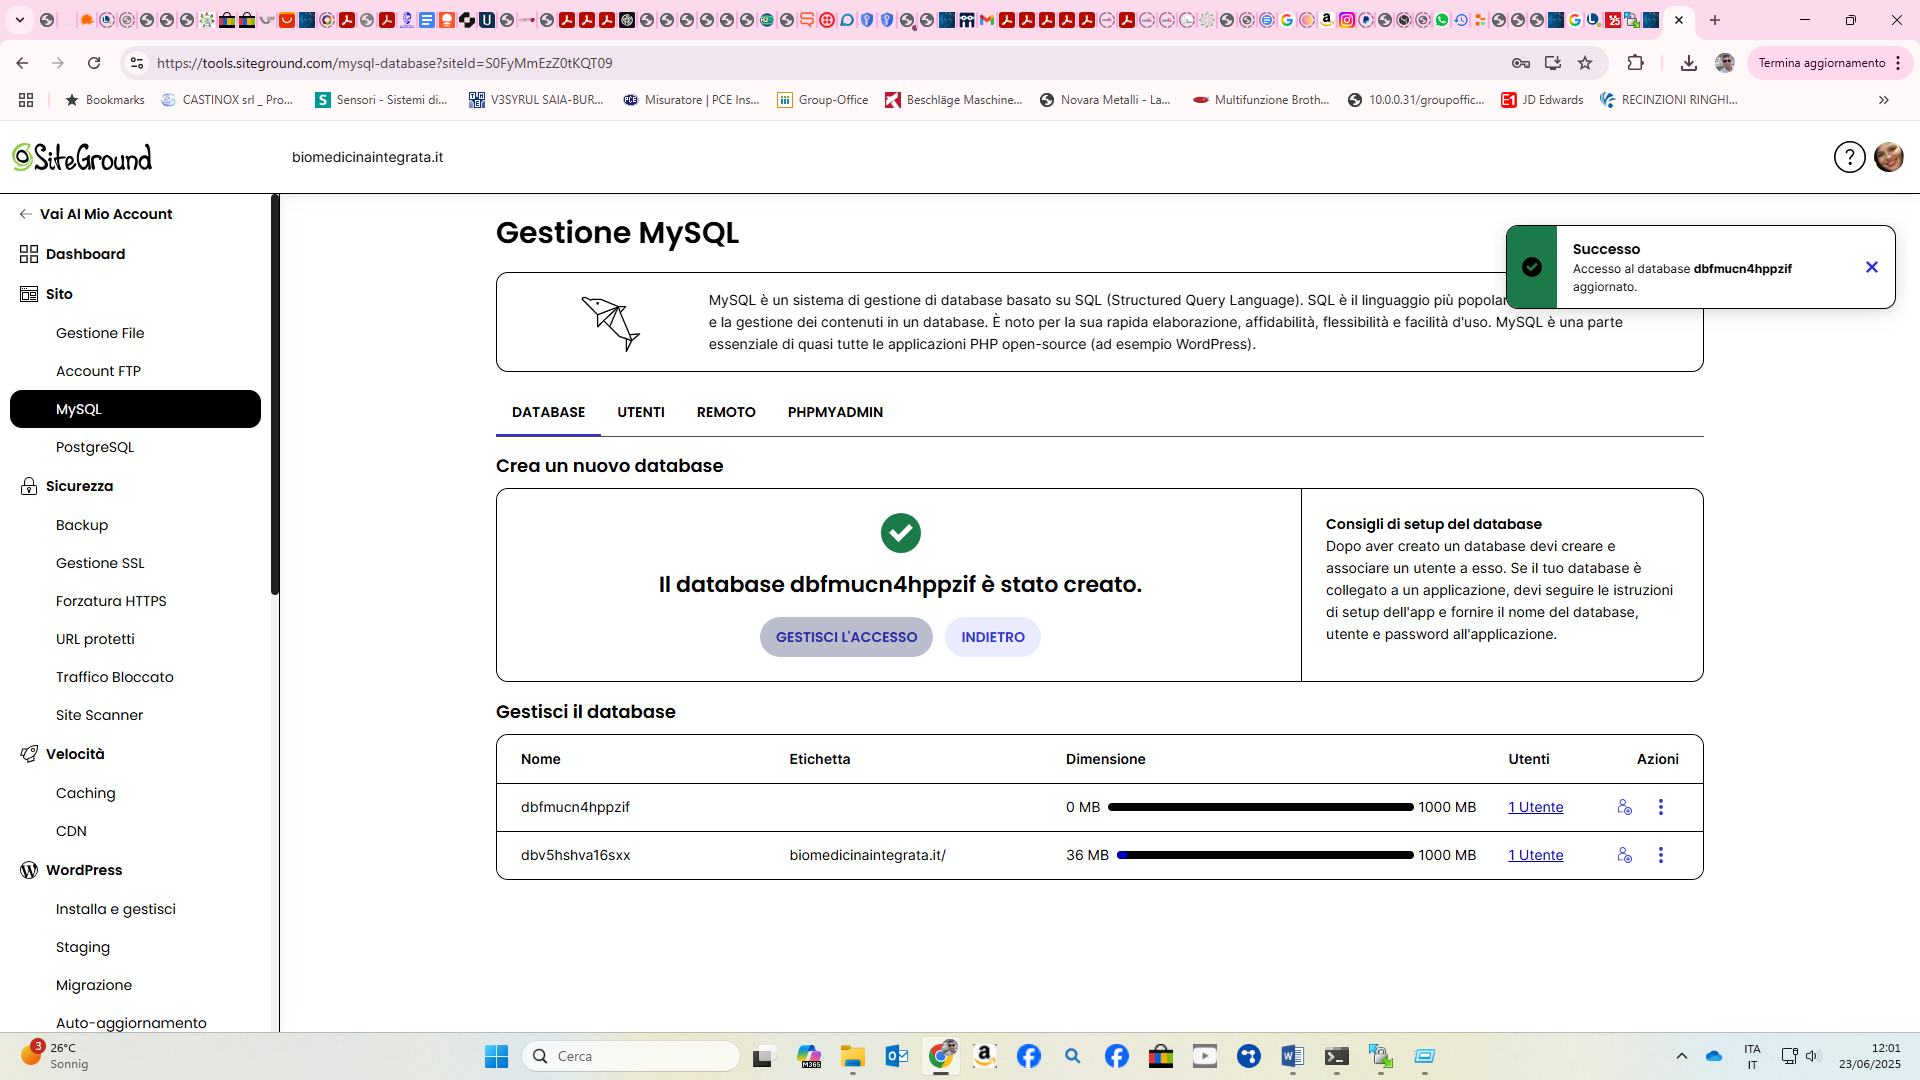 https://tools.siteground.com/mysql-database?siteId=S0FyMmEzZ0tKQT09
Termina aggiornamento
Bookmarks
CASTINOX srl _ Pro...
Sensori - Sistemi di...
V3SYRUL SAIA-BUR...
Misuratore | PCE Ins...
Group-Office
Beschläge Maschine...
Novara Metalli - La...
Multifunzione Broth...
10.0.0.31/groupoffic...
JD Edwards
RECINZIONI RINGHI...
SiteGround
biomedicinaintegrata.it
Vai Al Mio Account
Dashboard
Sito
Gestione File
Account FTP
MySQL
PostgreSQL
Sicurezza
Backup
Gestione SSL
Forzatura HTTPS
URL protetti
Traffico Bloccato
Site Scanner
Velocità
Caching
CDN
WordPress
Installa e gestisci
Staging
Migrazione
Auto-aggiornamento
Gestione MySQL
Successo
Accesso al database dbfmucn4hppzif
aggiornato.
MySQL è un sistema di gestione di database basato su SQL (Structured Query Language). SQL è il linguaggio più popolar
e la gestione dei contenuti in un database. È noto per la sua rapida elaborazione, affidabilità, flessibilità e facilità d'uso. MySQL è una parte
essenziale di quasi tutte le applicazioni PHP open-source (ad esempio WordPress).
DATABASE
UTENTI
REMOTO
PHPMYADMIN
Crea un nuovo database
Il database dbfmucn4hppzif è stato creato.
GESTISCI L'ACCESSO
INDIETRO
Consigli di setup del database
Dopo aver creato un database devi creare e
associare un utente a esso. Se il tuo database è
collegato a un applicazione, devi seguire le istruzioni
di setup dell'app e fornire il nome del database,
utente e password all'applicazione.
Gestisci il database
Nome Etichetta Dimensione Utenti Azioni
dbfmucn4hppzif 0 MB 1000 MB 1 Utente
dbv5hshva16sxx biomedicinaintegrata.it/ 36 MB 1000 MB 1 Utente
3
26°C
Sonnig
Cerca
M365
ITA
IT
12:01
23/06/2025